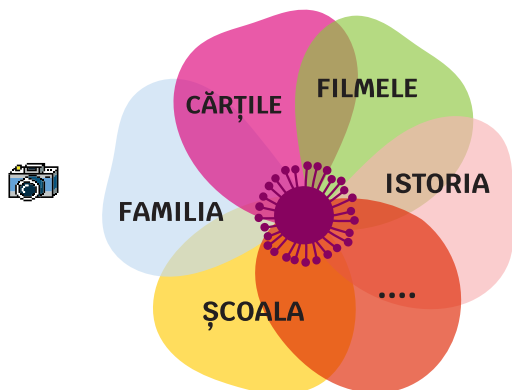 CĂRȚILE
FILMELE
ISTORIA
FAMILIA
ȘCOALA
....